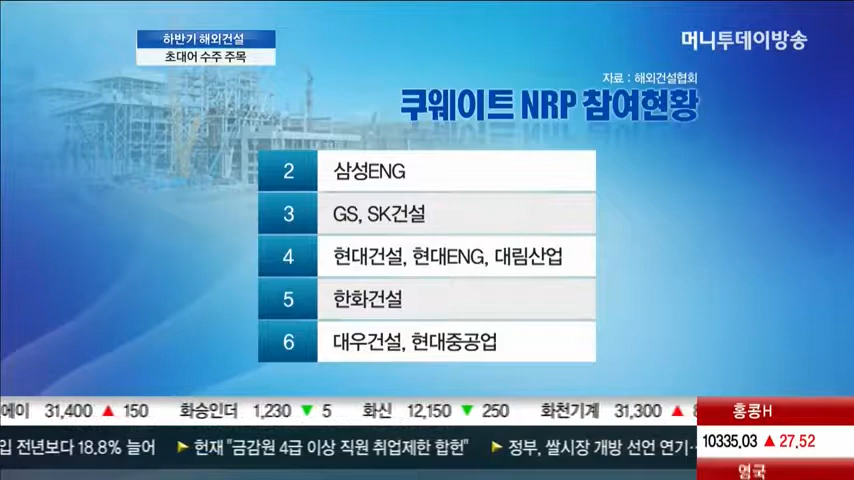 하반기 해외건설
초대어 수주 주목
머니투데이방송
자료 : 해외건설협회
쿠웨이트 NRP 참여현황
2 삼성ENG
3 GS, SK건설
4 현대건설, 현대ENG, 대림산업
5 한화건설
6 대우건설, 현대중공업
에이 31,400 ▲ 150 화승인더 1,230 ▼ 5 화신 12,150 ▼ 250 화천기계 31,300 ▲
홍콩H
10335.03 ▲ 27.52
영국
입 전년보다 18.8% 늘어 ▶ 헌재 "금감원 4급 이상 직원 취업제한 합헌" ▶ 정부, 쌀시장 개방 선언 연기